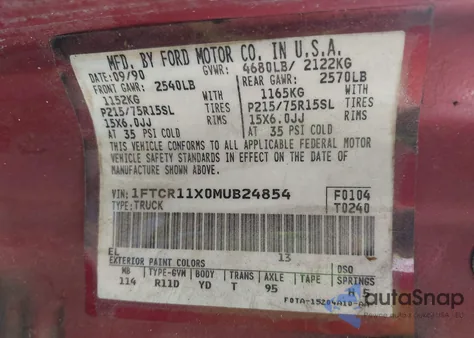 MFD. BY FORD MOTOR CO. IN U.S.A.
DATE: 09/90 GVWR: 4680LB/ 2122KG
FRONT GAWR: 2540LB REAR GAWR: 2570LB
1152KG WITH 1165KG WITH
P215/75R15SL TIRES P215/75R15SL TIRES
15X6.0JJ RIMS 15X6.0JJ RIMS
AT 35 PSI COLD AT 35 PSI COLD
THIS VEHICLE CONFORMS TO ALL APPLICABLE FEDERAL MOTOR
VEHICLE SAFETY STANDARDS IN EFFECT ON THE DATE OF
MANUFACTURE SHOWN ABOVE.
VIN: 1FTCR11X0MUB24854 F0104
TYPE: TRUCK T0240
EL 13
EXTERIOR PAINT COLORS DSO
WB TYPE-GVM BODY TRANS AXLE TAPE SPRINGS
114 R11D YD T 95 H
autoSnap